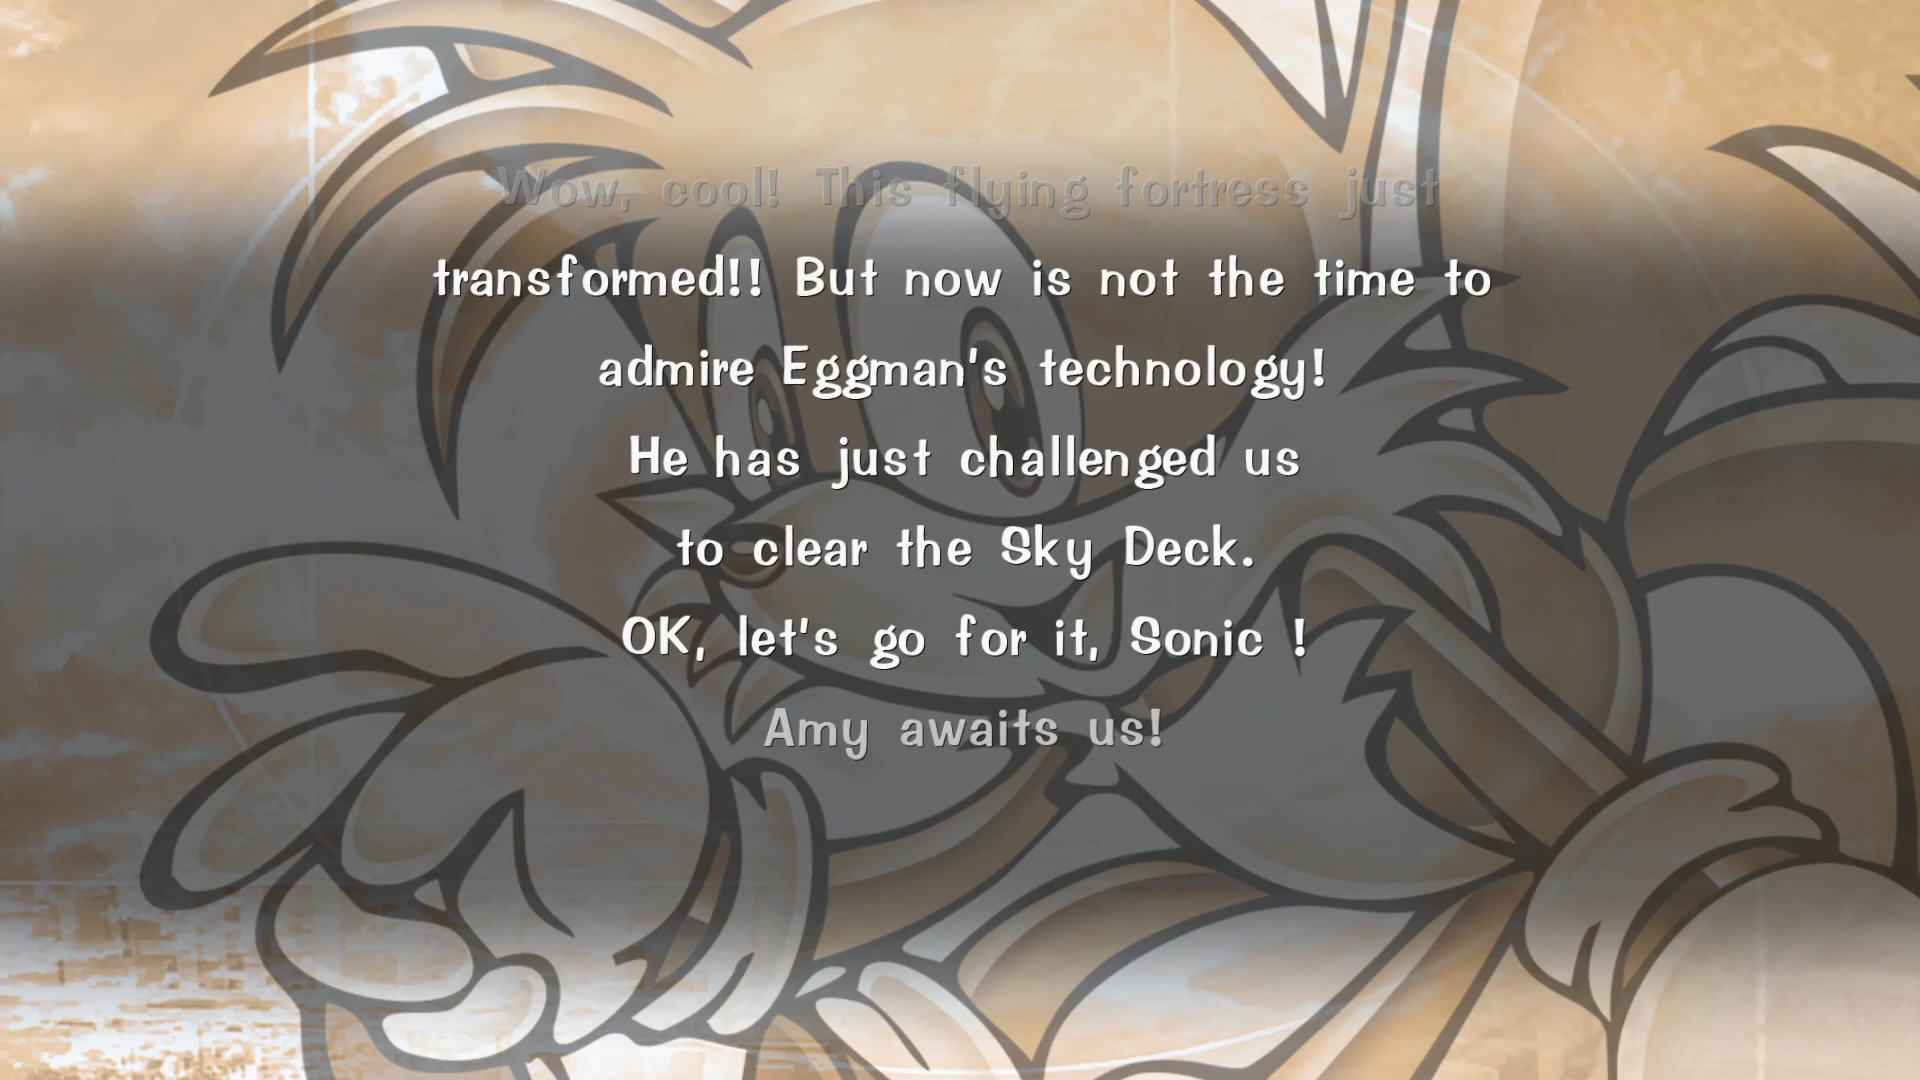 Wow, cool! This flying fortress just
transformed!! But now is not the time to
admire Eggman's technology!
He has just challenged us
to clear the Sky Deck.
OK, let's go for it, Sonic !
Amy awaits us!